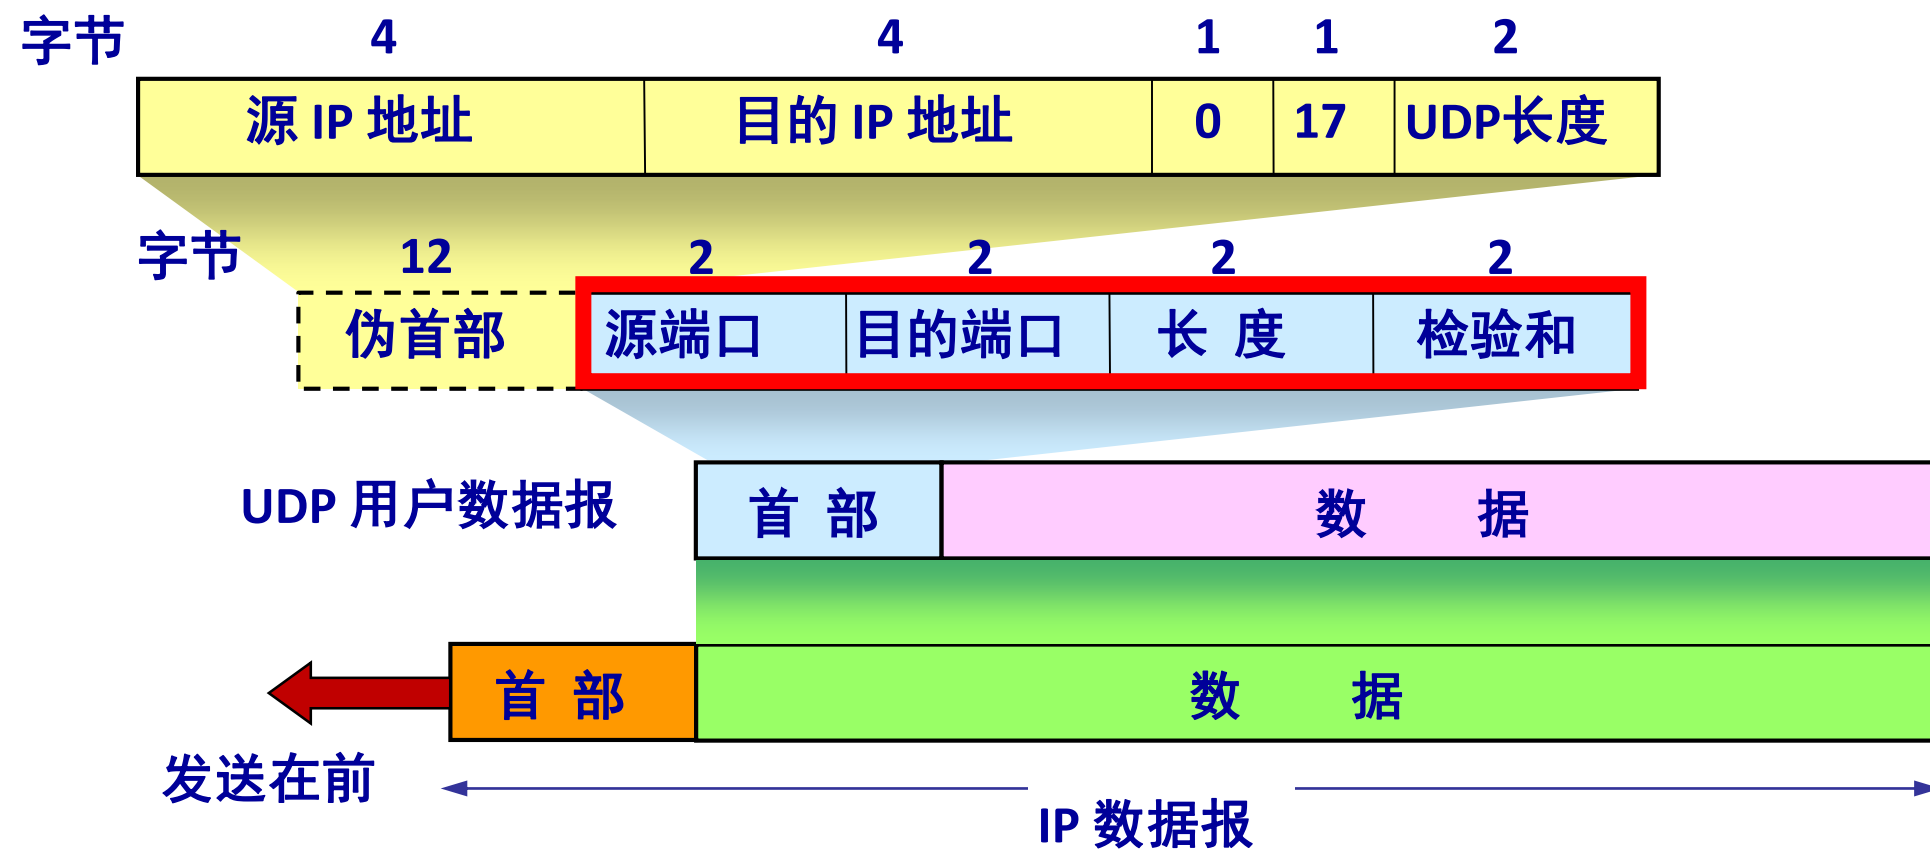 字节 4 4 1 1 2
源 IP 地址 目的 IP 地址 0 17 UDP长度
字节 12 2 2 2 2
伪首部 源端口 目的端口 长 度 检验和
UDP 用户数据报 首 部 数 据
首 部 数 据
发送在前
IP 数据报